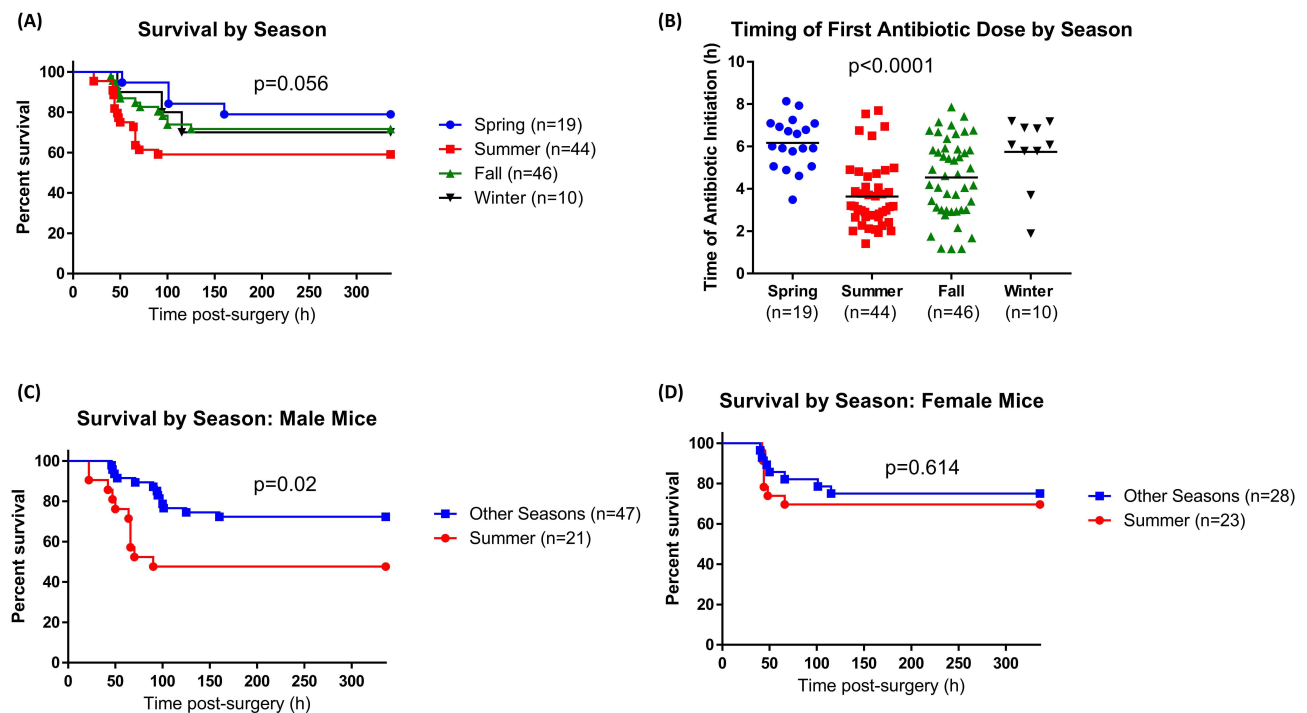 (A)
Survival by Season
Percent survival
100
80
60
40
20
0
p=0.056
0 50 100 150 200 250 300
Time post-surgery (h)
Spring (n=19)
Summer (n=44)
Fall (n=46)
Winter (n=10)
(B)
Timing of First Antibiotic Dose by Season
Time of Antibiotic Initiation (h)
10
8
6
4
2
0
p<0.0001
Spring Summer Fall Winter
(n=19) (n=44) (n=46) (n=10)
(C)
Survival by Season: Male Mice
Percent survival
100
80
60
40
20
0
p=0.02
0 50 100 150 200 250 300
Time post-surgery (h)
Other Seasons (n=47)
Summer (n=21)
(D)
Survival by Season: Female Mice
Percent survival
100
80
60
40
20
0
p=0.614
0 50 100 150 200 250 300
Time post-surgery (h)
Other Seasons (n=28)
Summer (n=23)